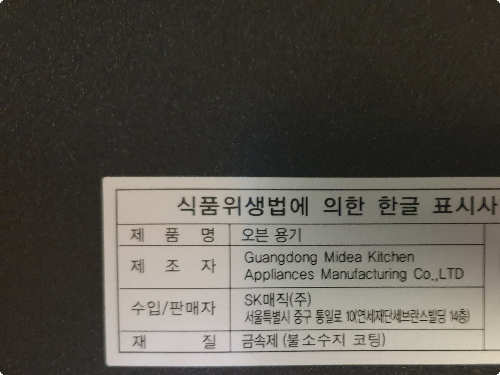 식품위생법에 의한 한글 표시사
제 품 명 오븐 용기
제 조 자 Guangdong Midea Kitchen
Appliances Manufacturing Co.,LTD
수입/판매자 SK매직(주)
서울특별시 중구 통일로 10(연세재단세브란스빌딩 14층)
재 질 금속제 (불소수지 코팅)